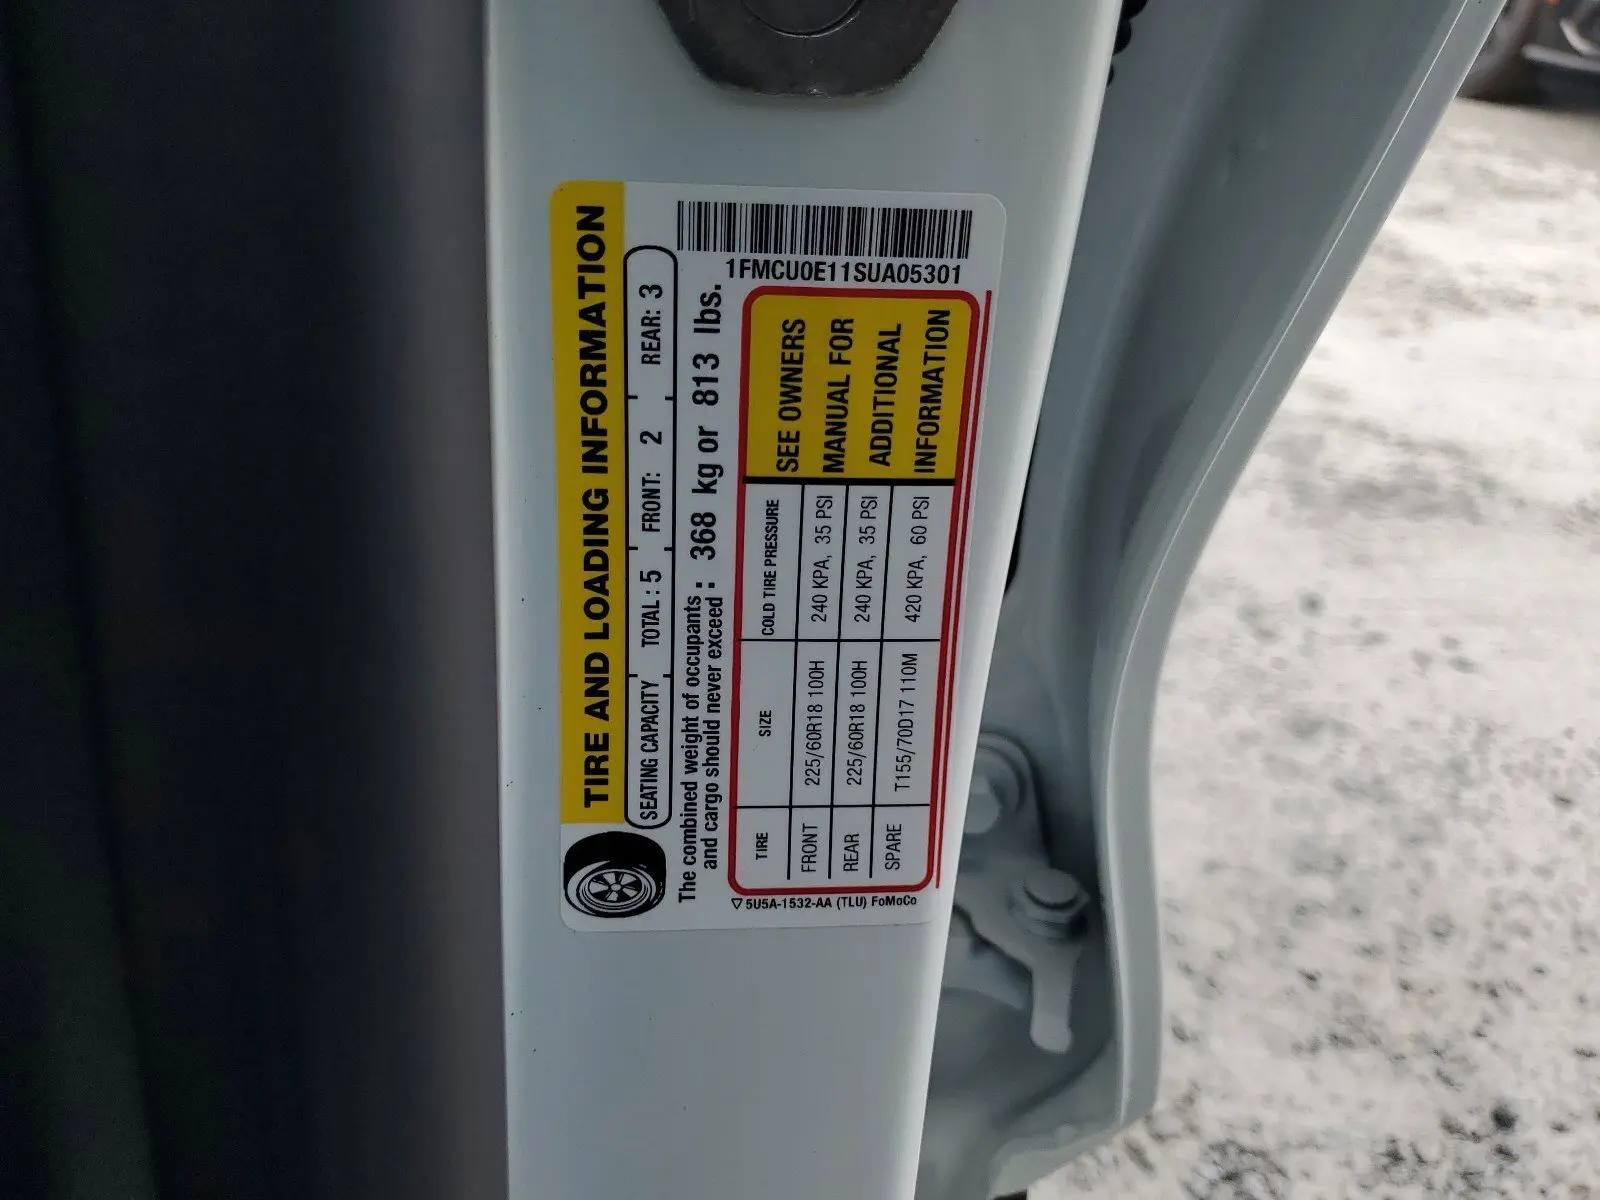 TIRE AND LOADING INFORMATION
SEATING CAPACITY TOTAL: 5 FRONT: 2 REAR: 3
The combined weight of occupants
and cargo should never exceed : 368 kg or 813 lbs.
1FMCU0E11SUA05301
TIRE SIZE COLD TIRE PRESSURE
FRONT 225/60R18 100H 240 KPA, 35 PSI
REAR 225/60R18 100H 240 KPA, 35 PSI
SPARE T155/70D17 110M 420 KPA, 60 PSI
SEE OWNERS
MANUAL FOR
ADDITIONAL
INFORMATION
5U5A-1532-AA (TLU) FoMoCo